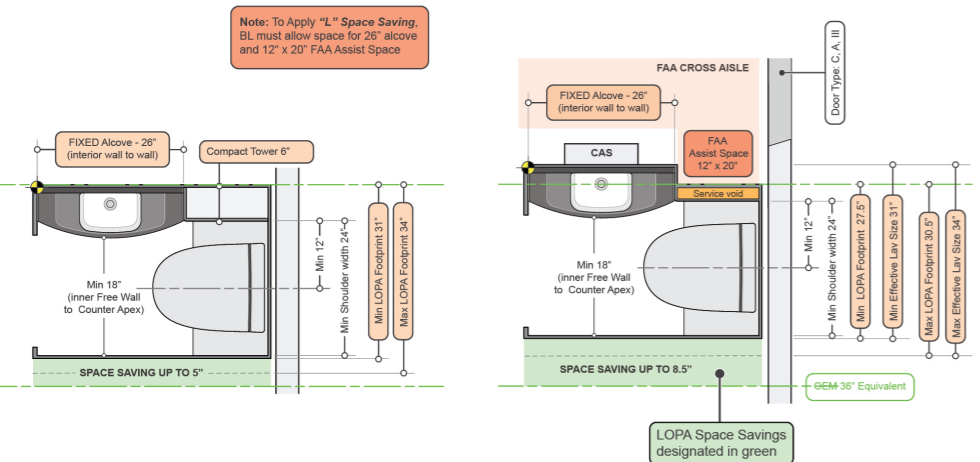 Note: To Apply “L” Space Saving,
BL must allow space for 26” alcove
and 12“ x 20” FAA Assist Space
FIXED Alcove - 26“
(interior wall to wall)
Compact Tower 6”
Min 18”
(inner Free Wall
to Counter Apex)
Min 12”
Min Shoulder width 24”
Min LOPA Footprint 31”
Max LOPA Footprint 34”
SPACE SAVING UP TO 5”
FAA CROSS AISLE
FIXED Alcove - 26“
(interior wall to wall)
CAS
FAA
Assist Space
12” x 20”
Service void
Door Type: C, A, III
Min 18”
(inner Free Wall
to Counter Apex)
Min 12”
Min Shoulder width 24”
Min LOPA Footprint 27.5”
Min Effective Lav Size 31”
Max LOPA Footprint 30.5”
Max Effective Lav Size 34”
SPACE SAVING UP TO 8.5”
OEM 36” Equivalent
LOPA Space Savings
designated in green